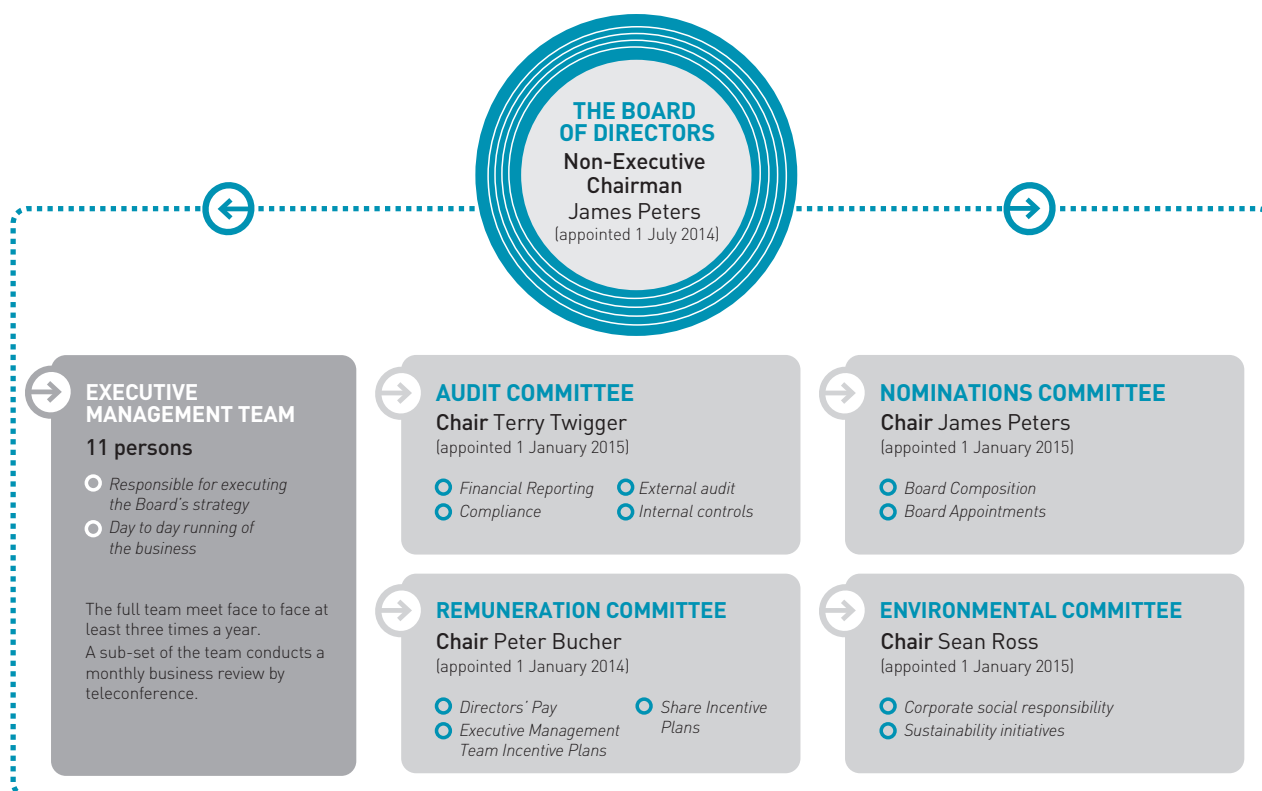 THE BOARD
OF DIRECTORS
Non-Executive
Chairman
James Peters
(appointed 1 July 2014)
EXECUTIVE
MANAGEMENT TEAM
11 persons
Responsible for executing
the Board's strategy
Day to day running of
the business
The full team meet face to face at
least three times a year.
A sub-set of the team conducts a
monthly business review by
teleconference.
AUDIT COMMITTEE
Chair Terry Twigger
(appointed 1 January 2015)
Financial Reporting
Compliance
External audit
Internal controls
NOMINATIONS COMMITTEE
Chair James Peters
(appointed 1 January 2015)
Board Composition
Board Appointments
REMUNERATION COMMITTEE
Chair Peter Bucher
(appointed 1 January 2014)
Directors' Pay
Executive Management
Team Incentive Plans
Share Incentive
Plans
ENVIRONMENTAL COMMITTEE
Chair Sean Ross
(appointed 1 January 2015)
Corporate social responsibility
Sustainability initiatives